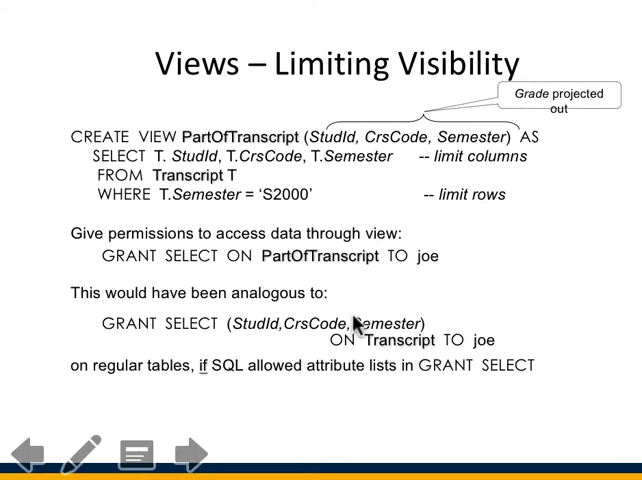 Views – Limiting Visibility
Grade projected
out
CREATE VIEW PartOfTranscript (StudId, CrsCode, Semester) AS
SELECT T. StudId, T.CrsCode, T.Semester -- limit columns
FROM Transcript T
WHERE T.Semester = ‘S2000’ -- limit rows
Give permissions to access data through view:
GRANT SELECT ON PartOfTranscript TO joe
This would have been analogous to:
GRANT SELECT (StudId,CrsCode,Semester)
ON Transcript TO joe
on regular tables, if SQL allowed attribute lists in GRANT SELECT